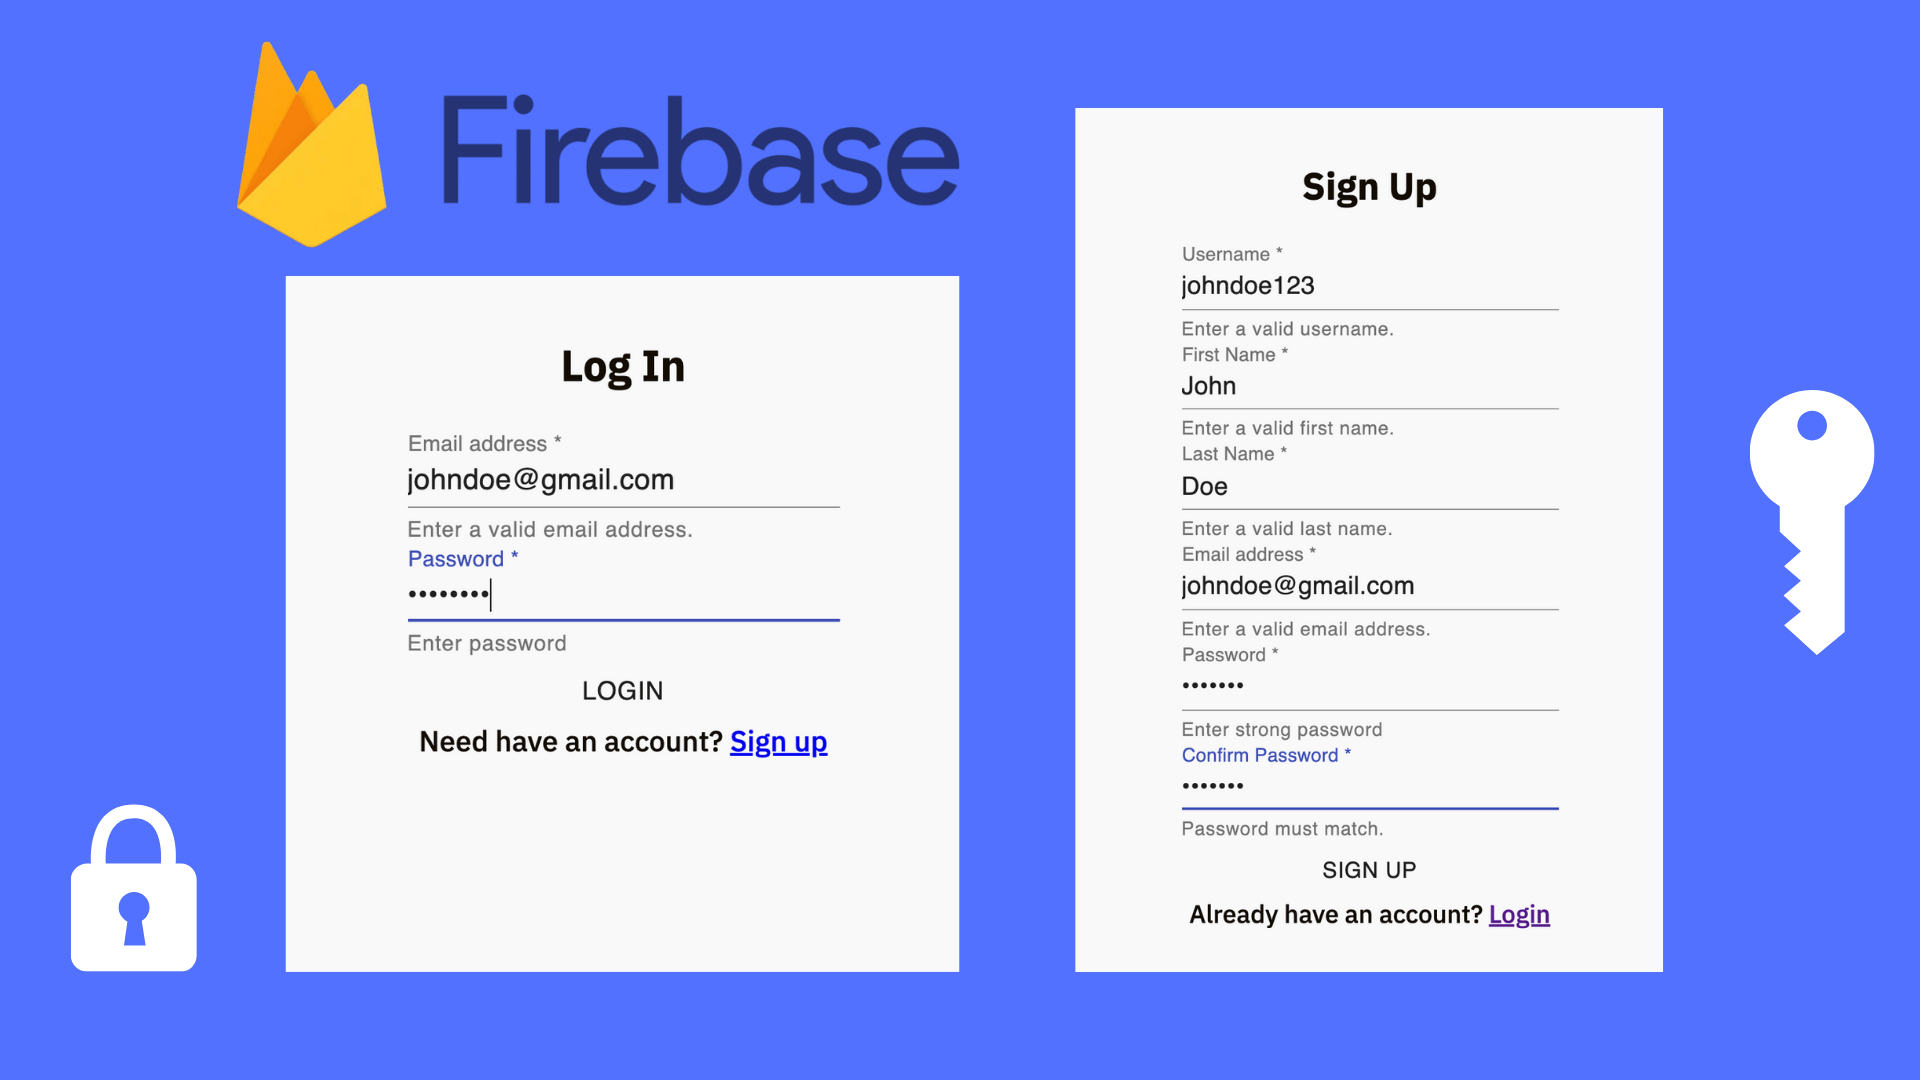 Firebase
Log In
Email address *
johndoe@gmail.com
Enter a valid email address.
Password *
••••••••
Enter password
LOGIN
Need have an account? Sign up
Sign Up
Username *
johndoe123
Enter a valid username.
First Name *
John
Enter a valid first name.
Last Name *
Doe
Enter a valid last name.
Email address *
johndoe@gmail.com
Enter a valid email address.
Password *
•••••••
Enter strong password
Confirm Password *
•••••••
Password must match.
SIGN UP
Already have an account? Login